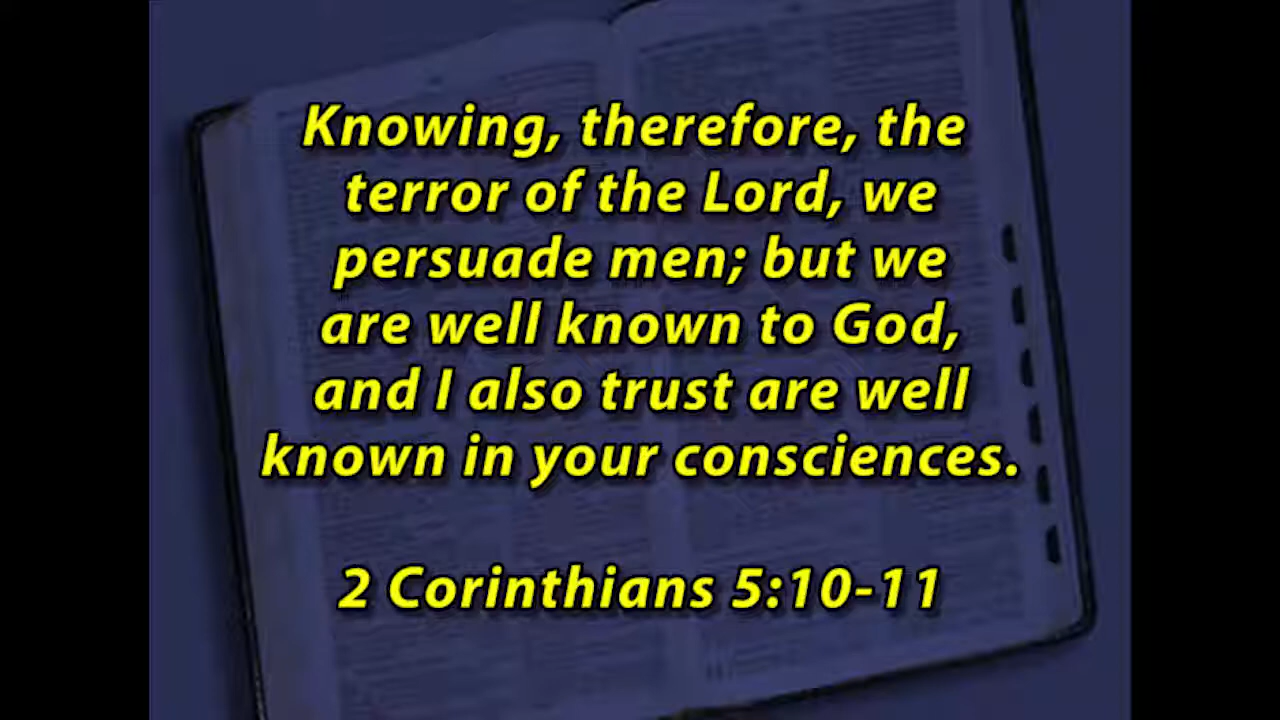 Knowing, therefore, the
terror of the Lord, we
persuade men; but we
are well known to God,
and I also trust are well
known in your consciences.
2 Corinthians 5:10-11